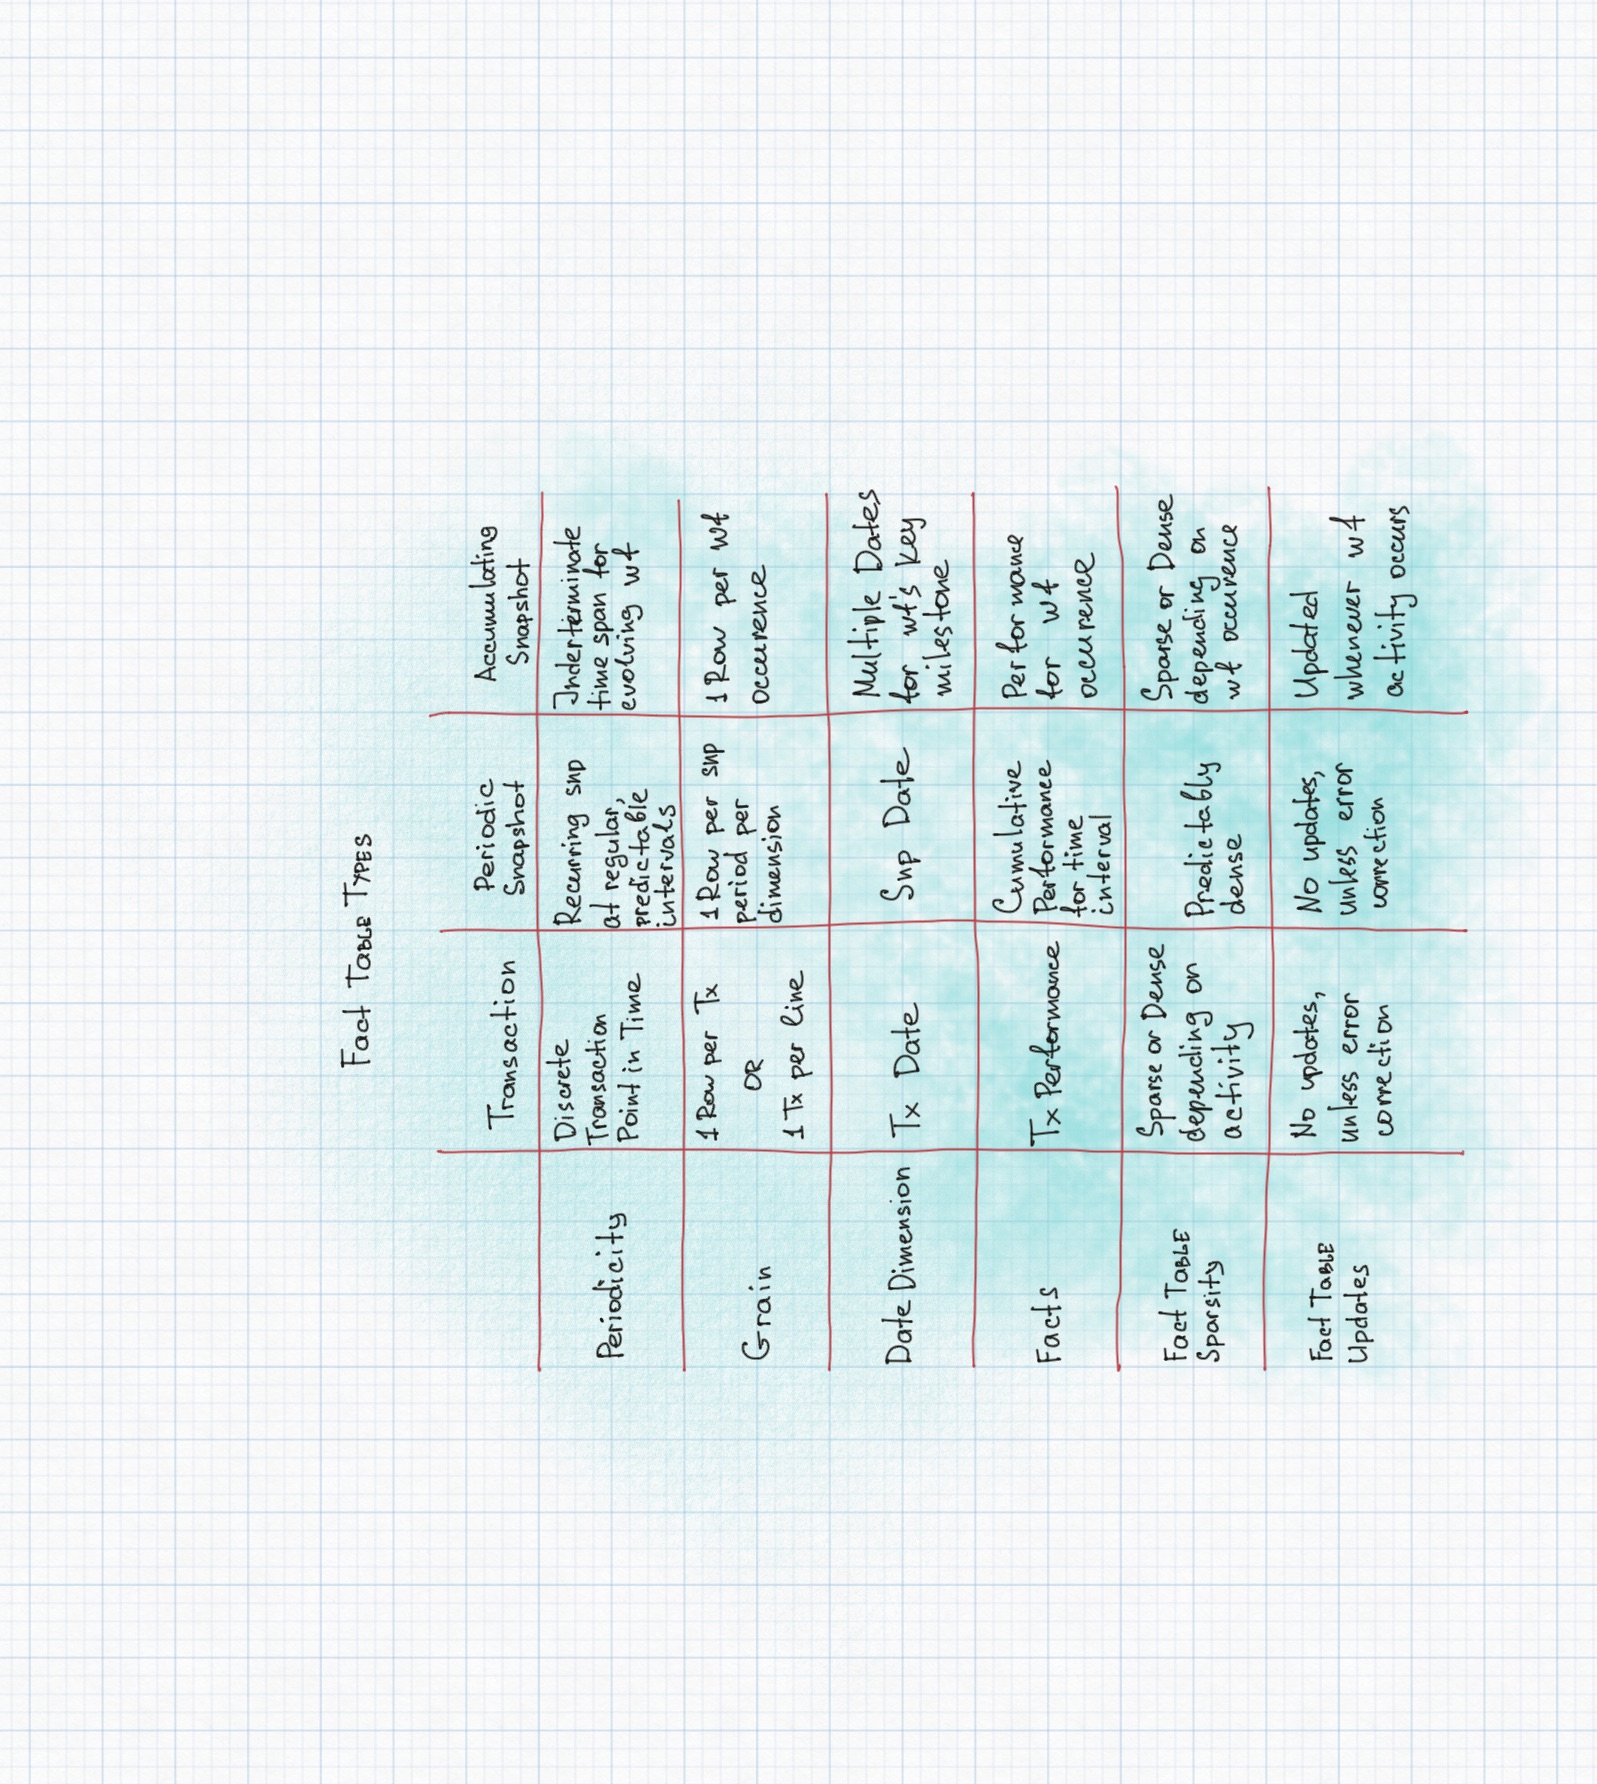 Fact TABLE TYPES
Transaction
Periodic
Snapshot
Accumulating
Snapshot
Periodicity
Discrete
Transaction
Point in Time
Recurring snp
at regular,
predictable
intervals
Inderterminate
time span for
evolving wf
Grain
1 Row per Tx
OR
1 Tx per line
1 Row per snp
period per
dimension
1 Row per wf
occurence
Date Dimension
Tx Date
Snp Date
Multiple Dates
for wf's key
milestone
Facts
Tx Performance
Cumulative
Performance
for time
interval
Performance
for wf
occurence
Fact TABLE
Sparsity
Sparse or Dense
depending on
activity
Predictably
dense
Sparse or Dense
depending on
wf occurence
Fact TABLE
Updates
No updates,
unless error
correction
No updates,
unless error
correction
Updated
whenever wf
activity occurs